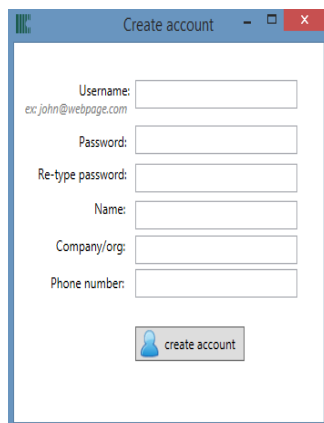 Create account
Username:
ex: john@webpage.com
Password:
Re-type password:
Name:
Company/org:
Phone number:
create account